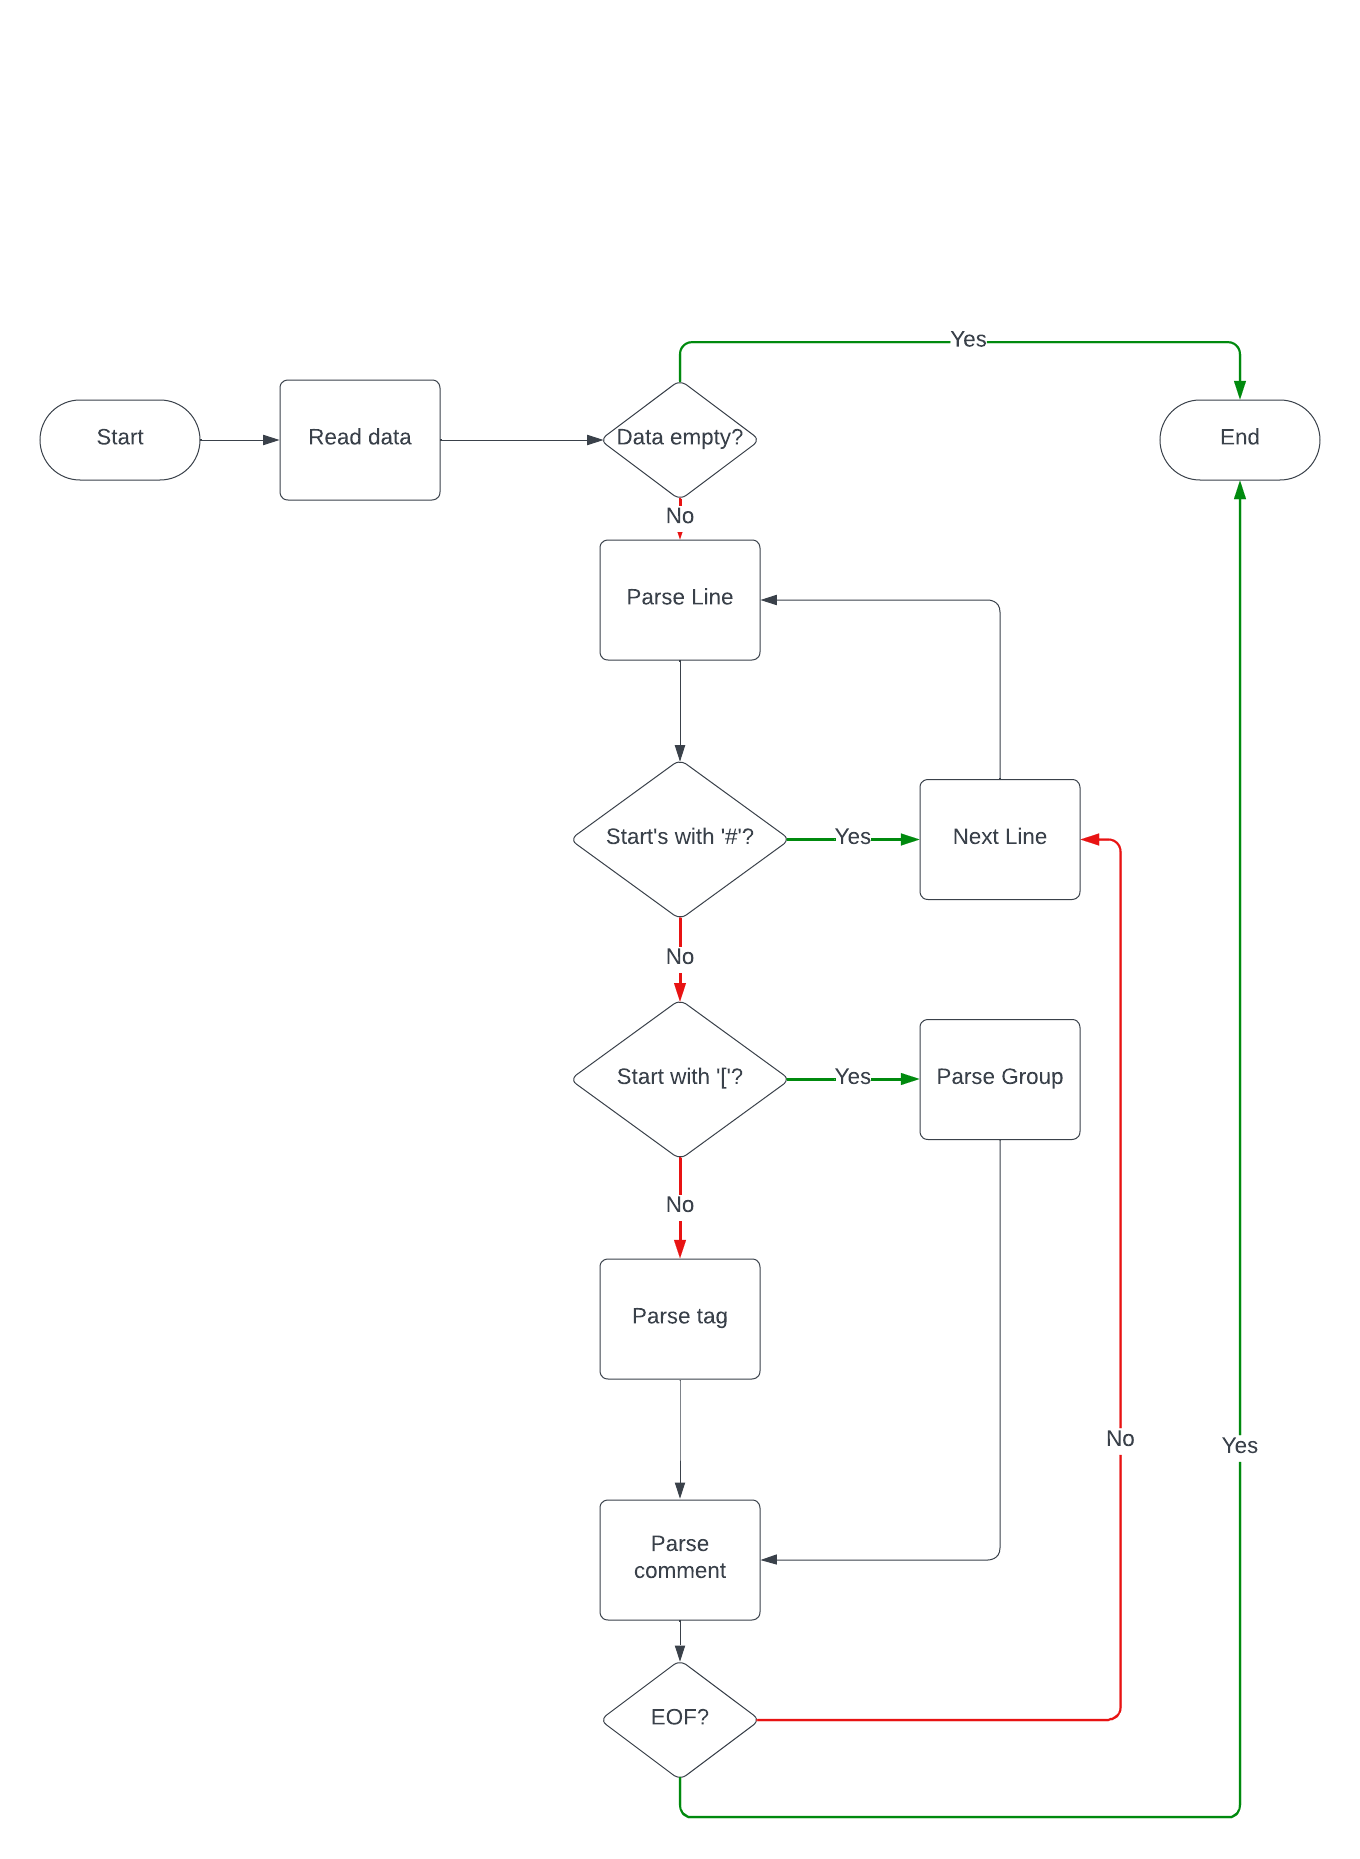 Yes
Start
Read data
Data empty?
End
No
Parse Line
Start's with '#'?
Yes
Next Line
No
Start with '['?
Yes
Parse Group
No
Parse tag
No
Yes
Parse
comment
EOF?